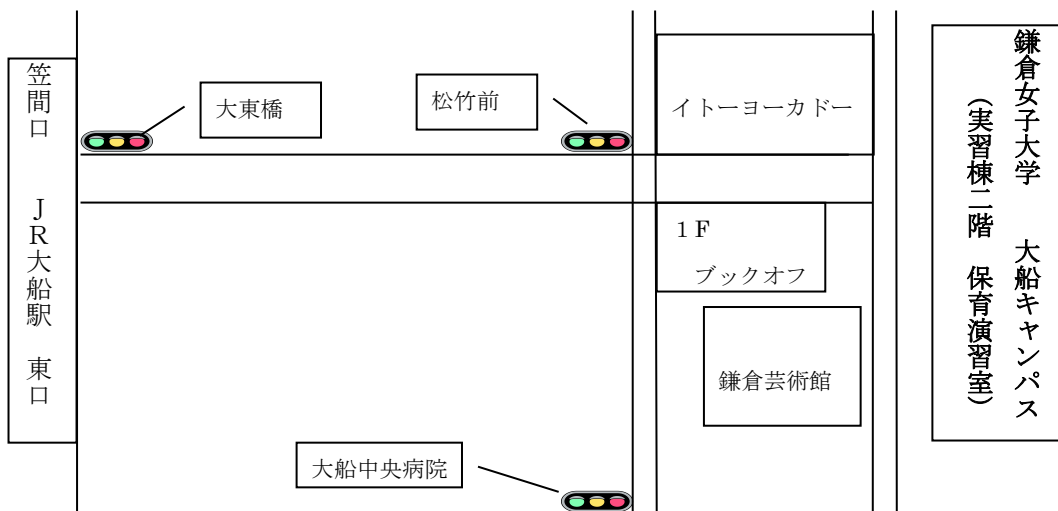 笠間口　ＪＲ大船駅　東口
大東橋
松竹前
イトーヨーカドー
１Ｆ
ブックオフ
鎌倉芸術館
大船中央病院
鎌倉女子大学　大船キャンパス
（実習棟二階　保育演習室）